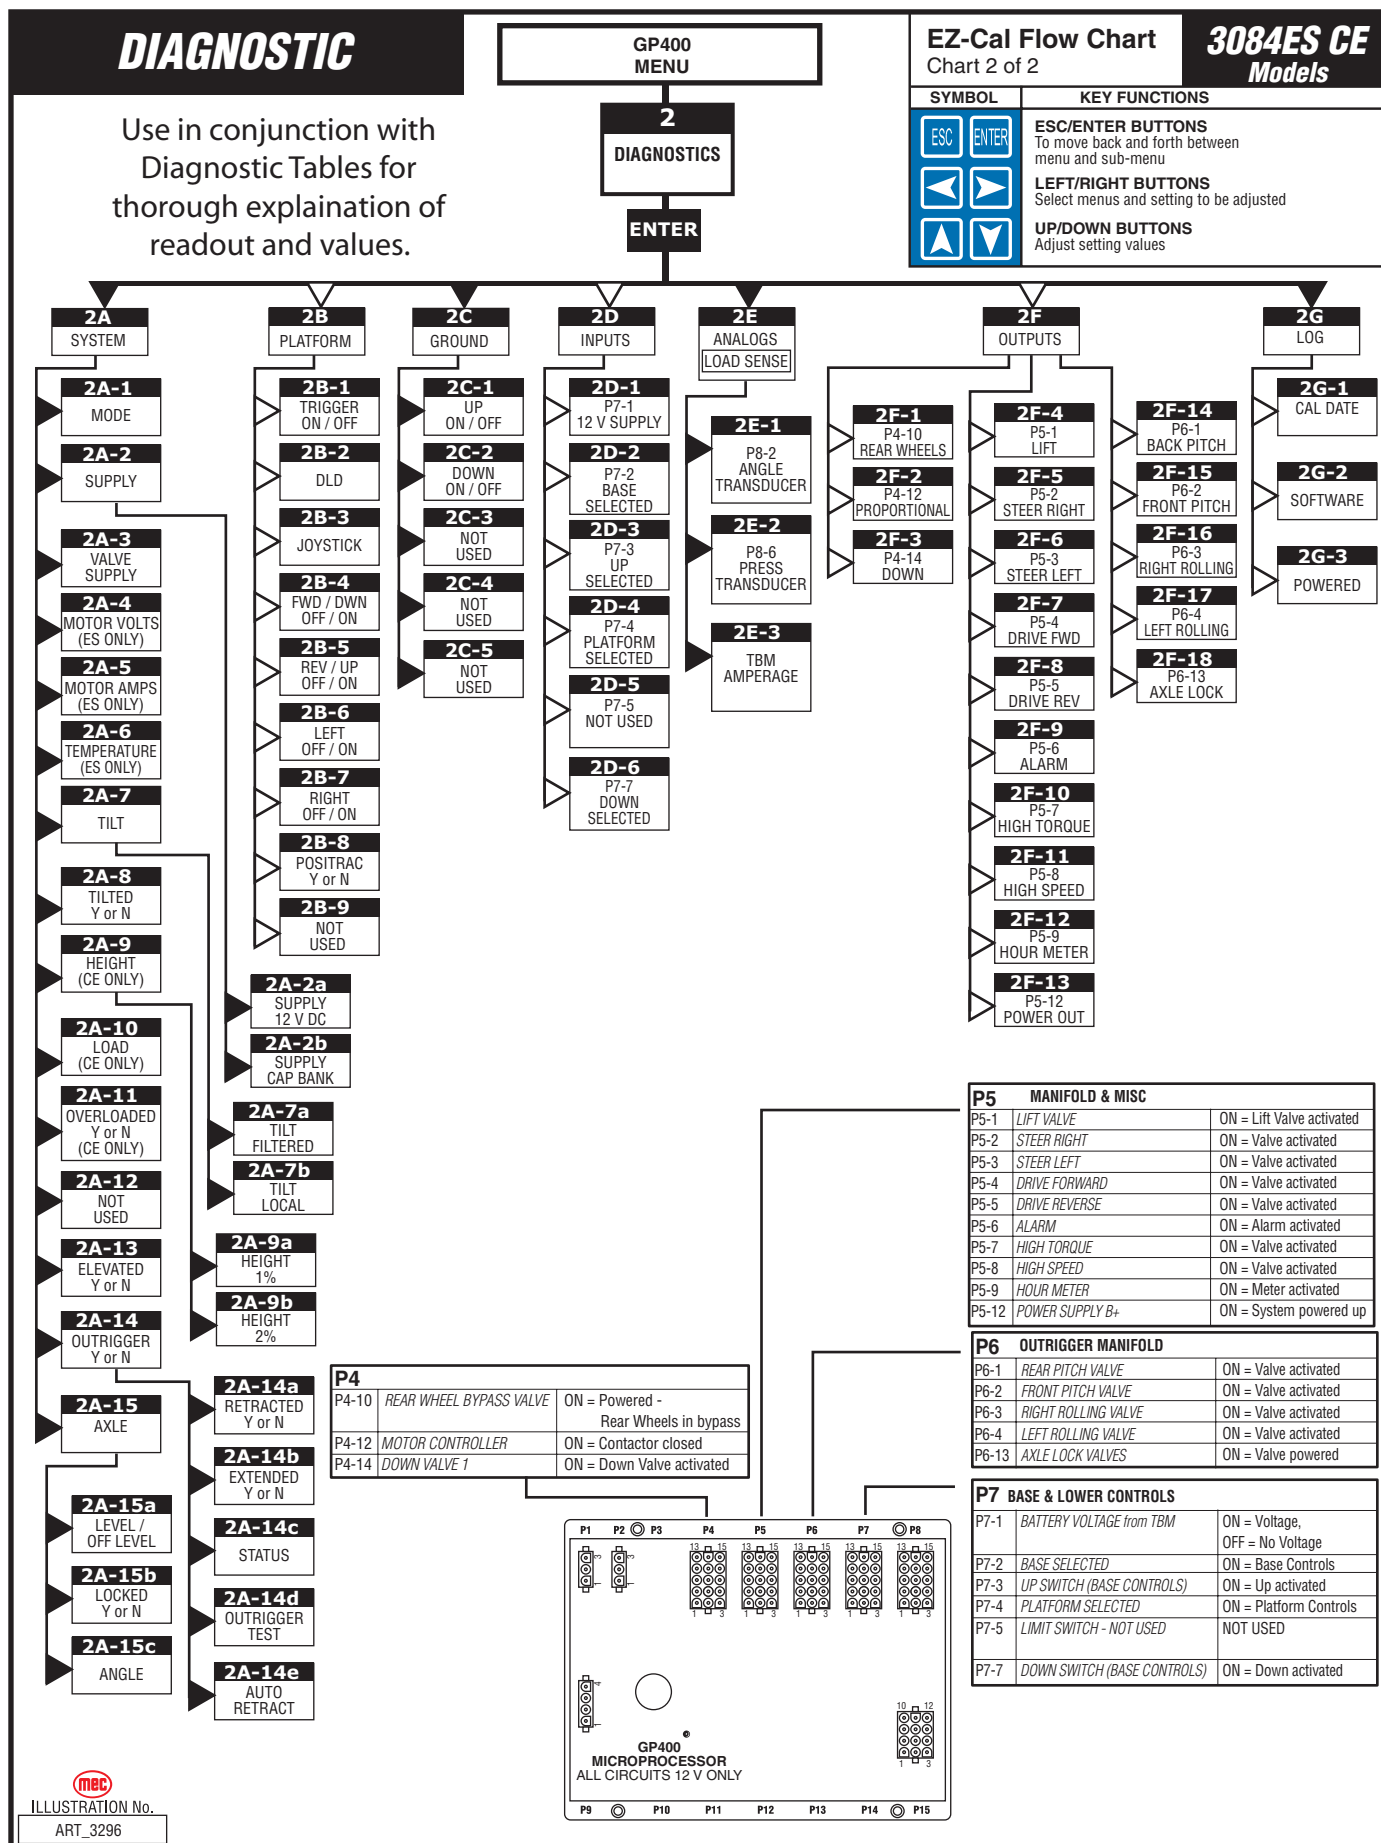 DIAGNOSTIC
Use in conjunction with
Diagnostic Tables for
thorough explaination of
readout and values.
GP400
MENU
2
DIAGNOSTICS
ENTER
EZ-Cal Flow Chart
Chart 2 of 2
3084ES CE
Models
SYMBOL
KEY FUNCTIONS
ESC
ENTER
ESC/ENTER BUTTONS
To move back and forth between
menu and sub-menu
LEFT/RIGHT BUTTONS
Select menus and setting to be adjusted
UP/DOWN BUTTONS
Adjust setting values
2A
SYSTEM
2A-1
MODE
2A-2
SUPPLY
2A-3
VALVE
SUPPLY
2A-4
MOTOR VOLTS
(ES ONLY)
2A-5
MOTOR AMPS
(ES ONLY)
2A-6
TEMPERATURE
(ES ONLY)
2A-7
TILT
2A-8
TILTED
Y or N
2A-9
HEIGHT
(CE ONLY)
2A-10
LOAD
(CE ONLY)
2A-11
OVERLOADED
Y or N
(CE ONLY)
2A-12
NOT
USED
2A-13
ELEVATED
Y or N
2A-14
OUTRIGGER
Y or N
2A-15
AXLE
2A-15a
LEVEL /
OFF LEVEL
2A-15b
LOCKED
Y or N
2A-15c
ANGLE
2A-2a
SUPPLY
12 V DC
2A-2b
SUPPLY
CAP BANK
2A-7a
TILT
FILTERED
2A-7b
TILT
LOCAL
2A-9a
HEIGHT
1%
2A-9b
HEIGHT
2%
2A-14a
RETRACTED
Y or N
2A-14b
EXTENDED
Y or N
2A-14c
STATUS
2A-14d
OUTRIGGER
TEST
2A-14e
AUTO
RETRACT
2B
PLATFORM
2B-1
TRIGGER
ON / OFF
2B-2
DLD
2B-3
JOYSTICK
2B-4
FWD / DWN
OFF / ON
2B-5
REV / UP
OFF / ON
2B-6
LEFT
OFF / ON
2B-7
RIGHT
OFF / ON
2B-8
POSITRAC
Y or N
2B-9
NOT
USED
2C
GROUND
2C-1
UP
ON / OFF
2C-2
DOWN
ON / OFF
2C-3
NOT
USED
2C-4
NOT
USED
2C-5
NOT
USED
2D
INPUTS
2D-1
P7-1
12 V SUPPLY
2D-2
P7-2
BASE
SELECTED
2D-3
P7-3
UP
SELECTED
2D-4
P7-4
PLATFORM
SELECTED
2D-5
P7-5
NOT USED
2D-6
P7-7
DOWN
SELECTED
2E
ANALOGS
LOAD SENSE
2E-1
P8-2
ANGLE
TRANSDUCER
2E-2
P8-6
PRESS
TRANSDUCER
2E-3
TBM
AMPERAGE
2F
OUTPUTS
2F-1
P4-10
REAR WHEELS
2F-2
P4-12
PROPORTIONAL
2F-3
P4-14
DOWN
2F-4
P5-1
LIFT
2F-5
P5-2
STEER RIGHT
2F-6
P5-3
STEER LEFT
2F-7
P5-4
DRIVE FWD
2F-8
P5-5
DRIVE REV
2F-9
P5-6
ALARM
2F-10
P5-7
HIGH TORQUE
2F-11
P5-8
HIGH SPEED
2F-12
P5-9
HOUR METER
2F-13
P5-12
POWER OUT
2F-14
P6-1
BACK PITCH
2F-15
P6-2
FRONT PITCH
2F-16
P6-3
RIGHT ROLLING
2F-17
P6-4
LEFT ROLLING
2F-18
P6-13
AXLE LOCK
2G
LOG
2G-1
CAL DATE
2G-2
SOFTWARE
2G-3
POWERED
P5 MANIFOLD & MISC
P5-1 LIFT VALVE ON = Lift Valve activated
P5-2 STEER RIGHT ON = Valve activated
P5-3 STEER LEFT ON = Valve activated
P5-4 DRIVE FORWARD ON = Valve activated
P5-5 DRIVE REVERSE ON = Valve activated
P5-6 ALARM ON = Alarm activated
P5-7 HIGH TORQUE ON = Valve activated
P5-8 HIGH SPEED ON = Valve activated
P5-9 HOUR METER ON = Meter activated
P5-12 POWER SUPPLY B+ ON = System powered up
P6 OUTRIGGER MANIFOLD
P6-1 REAR PITCH VALVE ON = Valve activated
P6-2 FRONT PITCH VALVE ON = Valve activated
P6-3 RIGHT ROLLING VALVE ON = Valve activated
P6-4 LEFT ROLLING VALVE ON = Valve activated
P6-13 AXLE LOCK VALVES ON = Valve powered
P7 BASE & LOWER CONTROLS
P7-1 BATTERY VOLTAGE from TBM ON = Voltage,
OFF = No Voltage
P7-2 BASE SELECTED ON = Base Controls
P7-3 UP SWITCH (BASE CONTROLS) ON = Up activated
P7-4 PLATFORM SELECTED ON = Platform Controls
P7-5 LIMIT SWITCH - NOT USED NOT USED
P7-7 DOWN SWITCH (BASE CONTROLS) ON = Down activated
P4
P4-10 REAR WHEEL BYPASS VALVE ON = Powered -
Rear Wheels in bypass
P4-12 MOTOR CONTROLLER ON = Contactor closed
P4-14 DOWN VALVE 1 ON = Down Valve activated
P1 P2 P3 P4 P5 P6 P7 P8
13 15 13 15 13 15 13 15 13 15
3 3
1 1
1 3 1 3 1 3 1 3 1 3
4
1
10 12
1 3
GP400
MICROPROCESSOR
ALL CIRCUITS 12 V ONLY
P9 P10 P11 P12 P13 P14 P15
mec
ILLUSTRATION No.
ART_3296